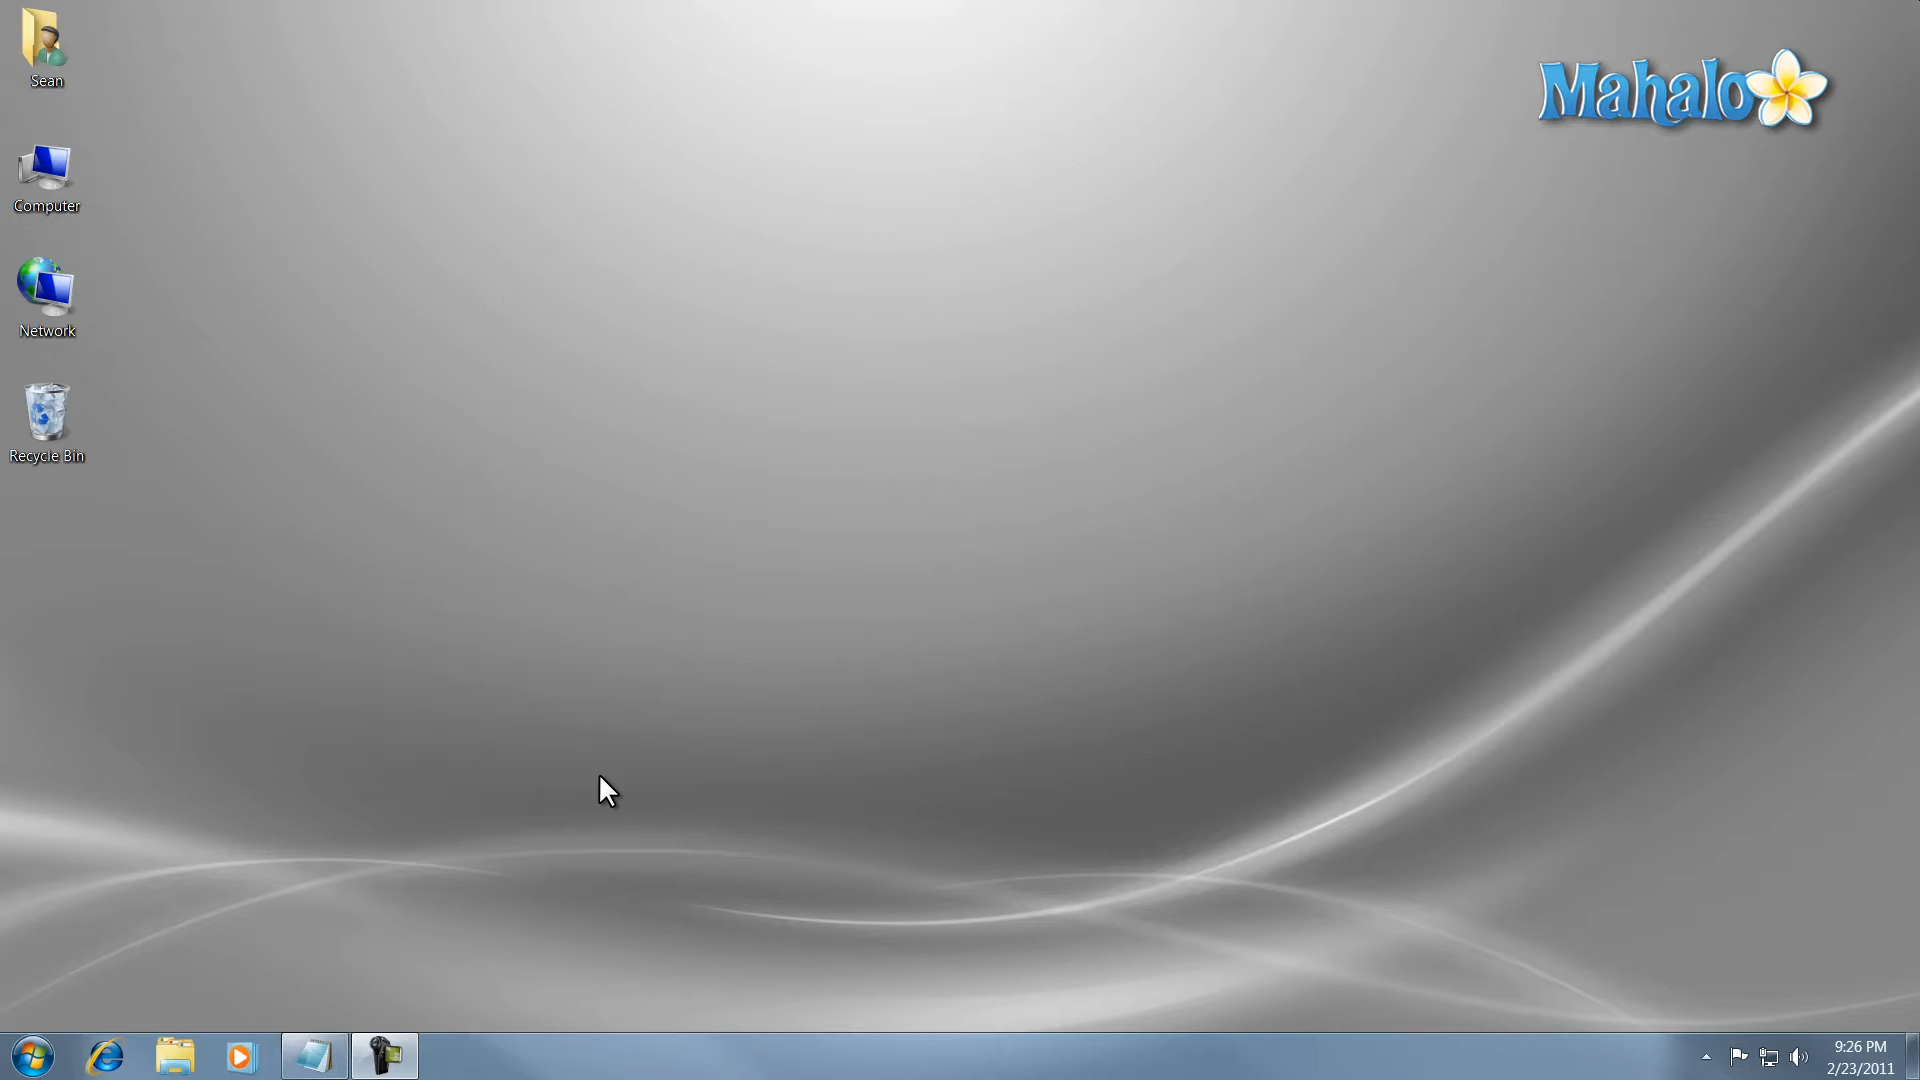 Sean
Mahalo
Computer
Network
Recycle Bin
9:26 PM
2/23/2011